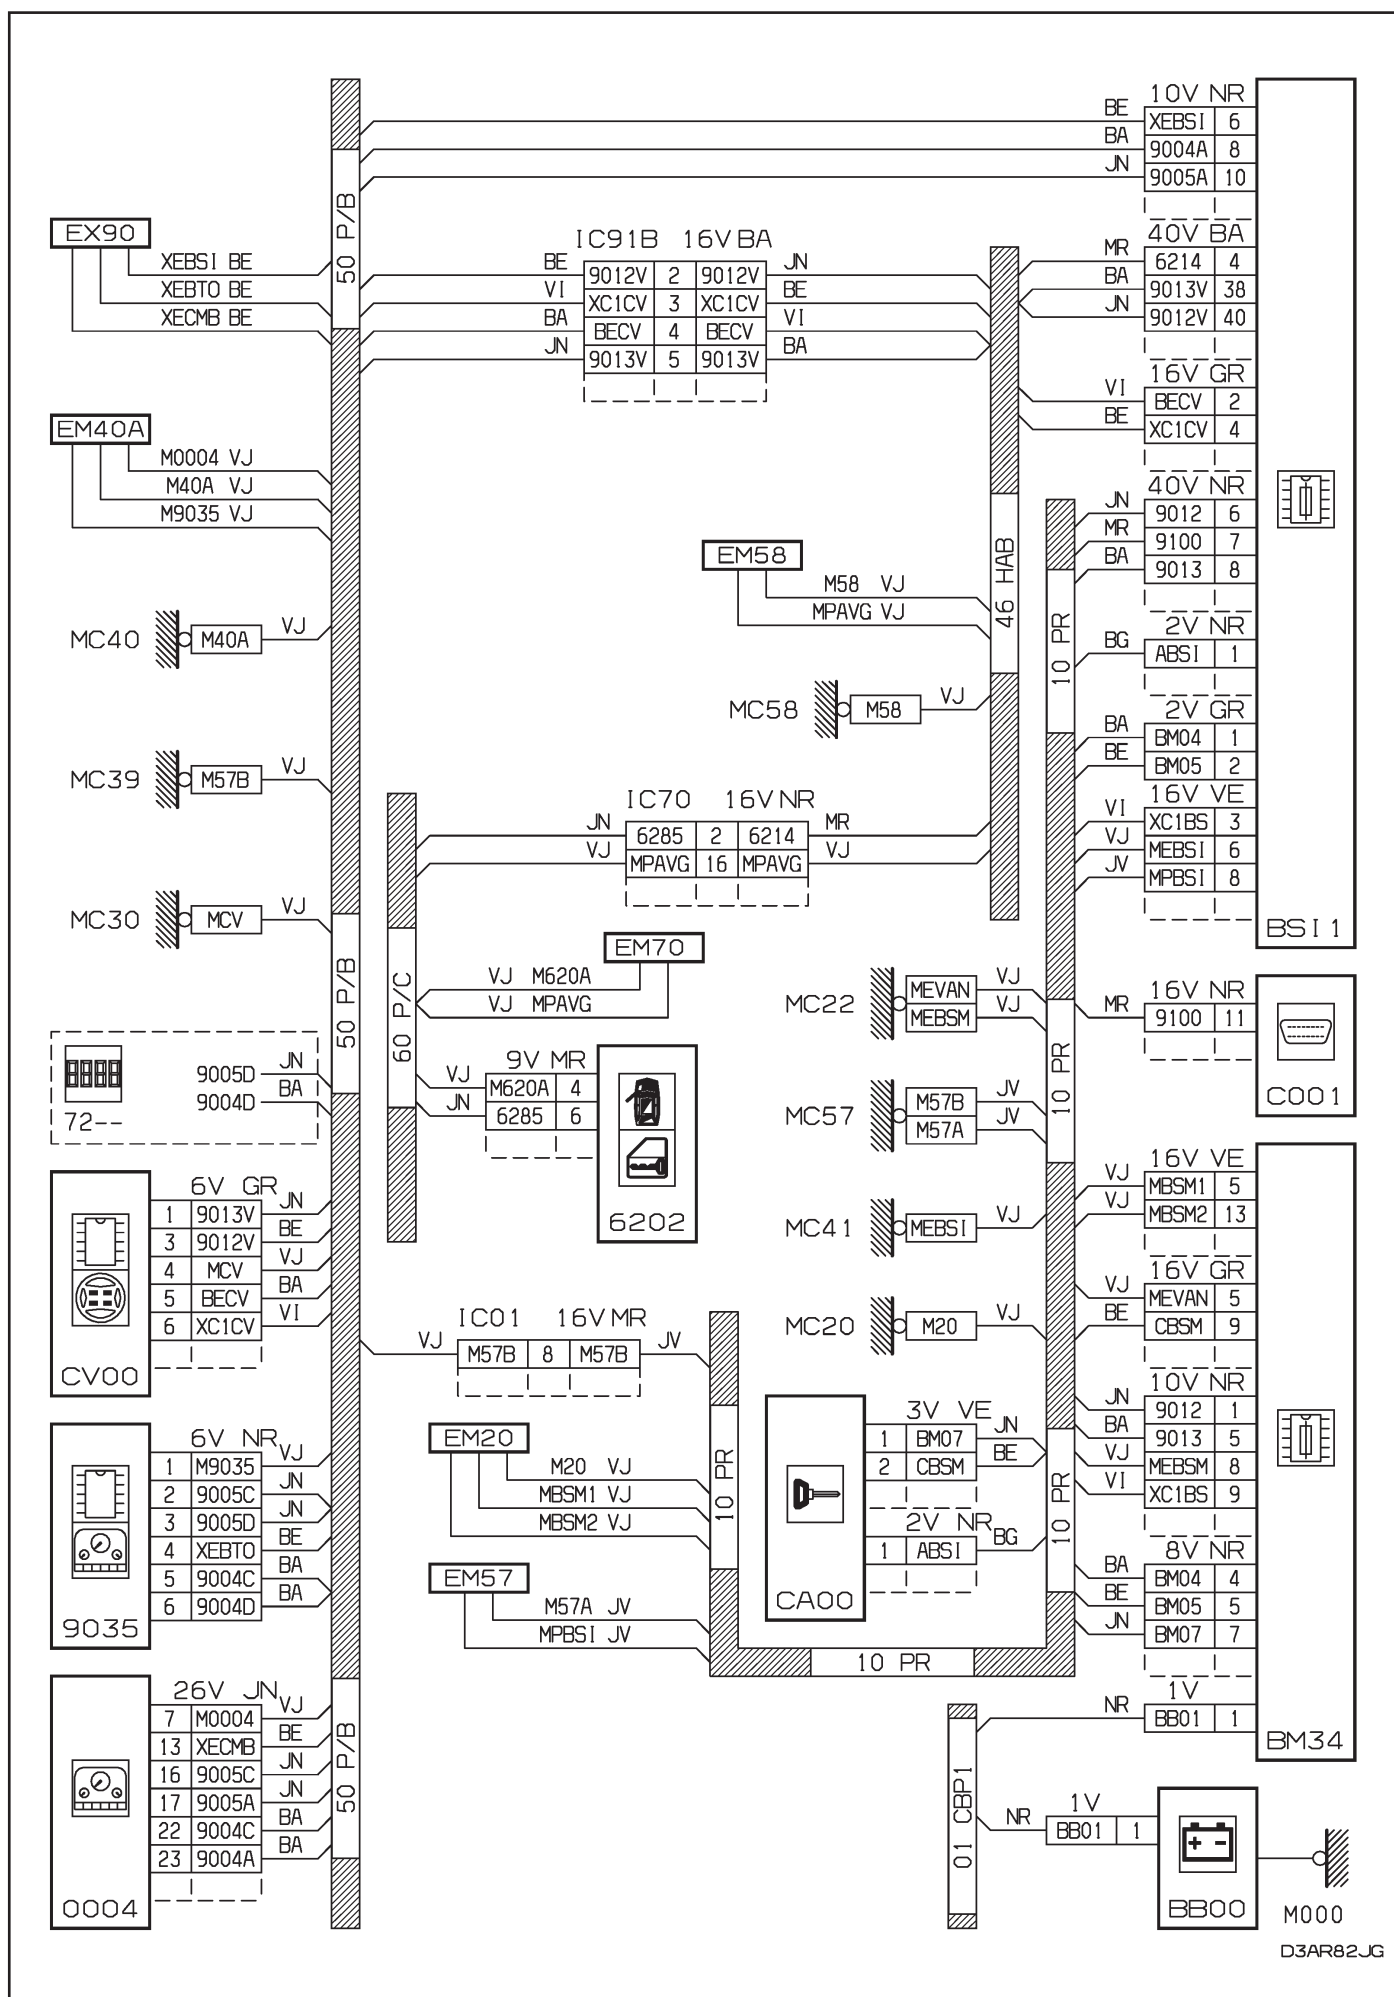 10V NR
BE XEBSI 6
BA 9004A 8
JN 9005A 10
50 P/B
EX90
XEBSI BE
XEBTO BE
XECMB BE
IC91B 16V BA
BE 9012V 2 9012V JN
VI XC1CV 3 XC1CV BE
BA BECV 4 BECV VI
JN 9013V 5 9013V BA
40V BA
MR 6214 4
BA 9013V 38
JN 9012V 40
16V GR
VI BECV 2
BE XC1CV 4
EM40A
M0004 VJ
M40A VJ
M9035 VJ
40V NR
JN 9012 6
MR 9100 7
BA 9013 8
46 HAB
EM58
M58 VJ
MPAVG VJ
10 PR
2V NR
BG ABSI 1
MC40 M40A VJ
MC58 M58 VJ
2V GR
BA BM04 1
BE BM05 2
MC39 M57B VJ
16V VE
VI XC1BS 3
VJ MEBSI 6
JV MPBSI 8
BSI1
IC70 16V NR
JN 6285 2 6214 MR
VJ MPAVG 16 MPAVG VJ
MC30 MCV VJ
50 P/B
60 P/C
EM70
VJ M620A
VJ MPAVG
MC22 MEVAN VJ
MEBSM VJ
16V NR
MR 9100 11
C001
10 PR
72--
9005D JN
9004D BA
9V MR
VJ M620A 4
JN 6285 6
6202
MC57 M57B JV
M57A JV
16V VE
VJ MBSM1 5
VJ MBSM2 13
MC41 MEBSI VJ
6V GR
1 9013V JN
3 9012V BE
4 MCV VJ
5 BECV BA
6 XC1CV VI
CV00
16V GR
VJ MEVAN 5
BE CBSM 9
MC20 M20 VJ
IC01 16V MR
VJ M57B 8 M57B JV
10V NR
JN 9012 1
BA 9013 5
VJ MEBSM 8
VI XC1BS 9
3V VE
1 BM07 JN
2 CBSM BE
2V NR
1 ABSI BG
CA00
10 PR
6V NR
1 M9035 VJ
2 9005C JN
3 9005D JN
4 XEBTO BE
5 9004C BA
6 9004D BA
9035
EM20
M20 VJ
MBSM1 VJ
MBSM2 VJ
10 PR
EM57
M57A JV
MPBSI JV
10 PR
8V NR
BA BM04 4
BE BM05 5
JN BM07 7
1V
NR BB01 1
BM34
26V JN
7 M0004 VJ
13 XECMB BE
16 9005C JN
17 9005A JN
22 9004C BA
23 9004A BA
0004
50 P/B
01 CBP1
1V
NR BB01 1
BB00
M000
D3AR82JG